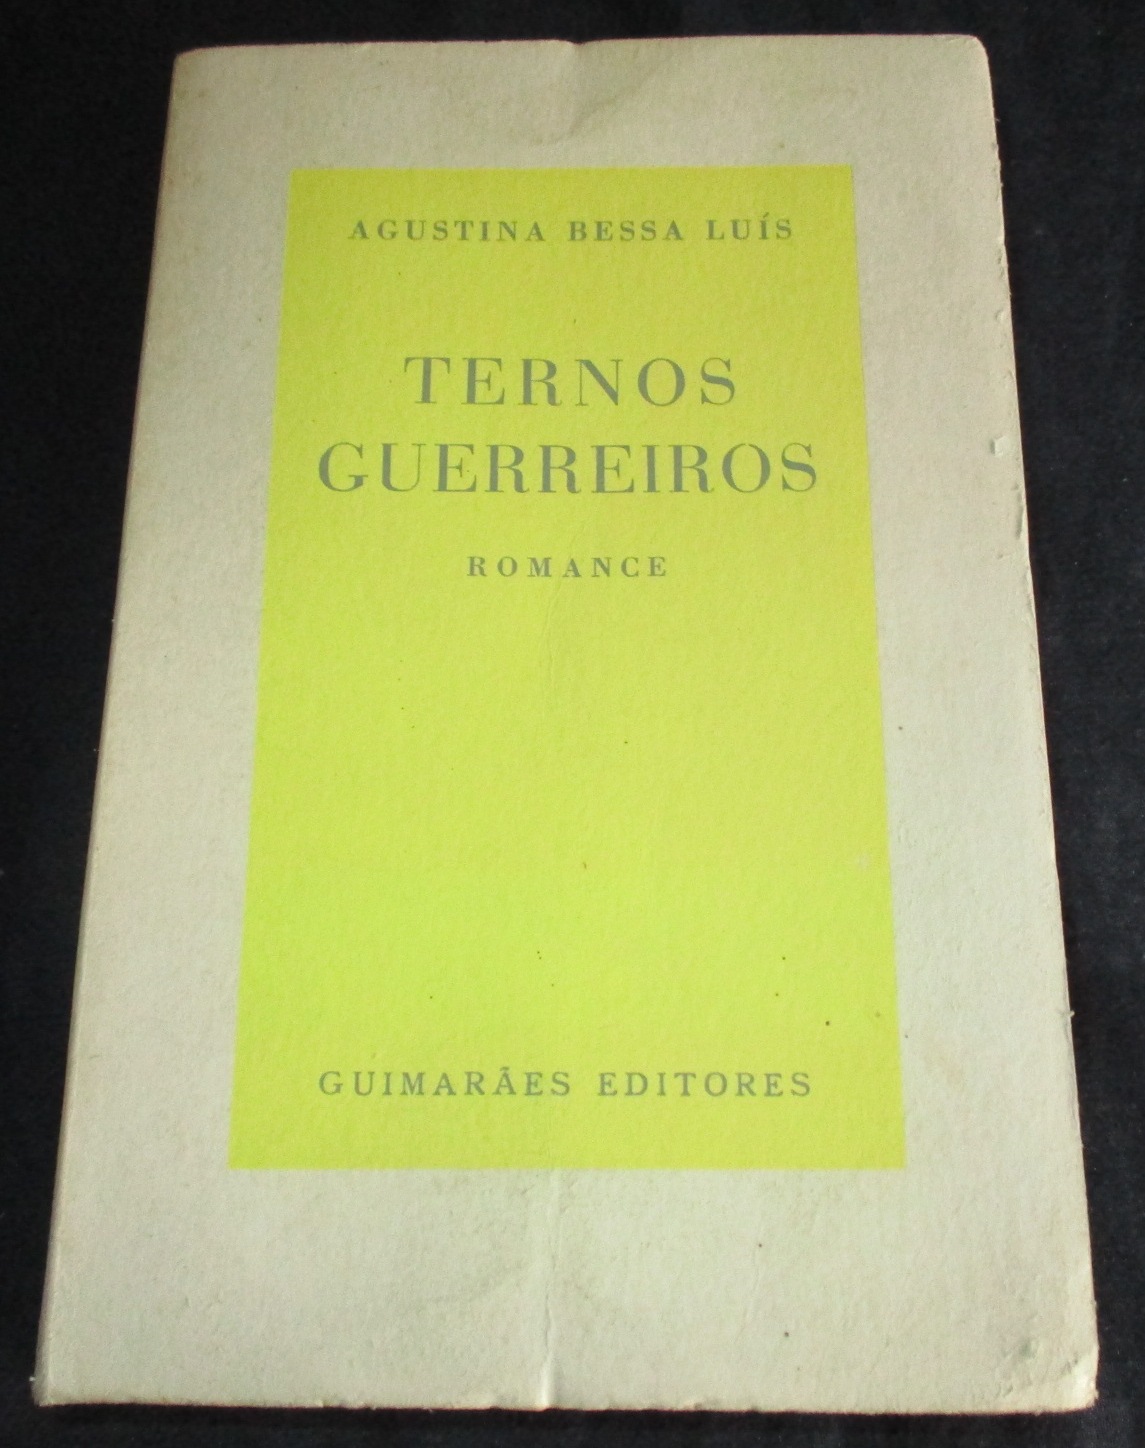 AGUSTINA BESSA LUÍS
TERNOS
GUERREIROS
ROMANCE
GUIMARÃES EDITORES